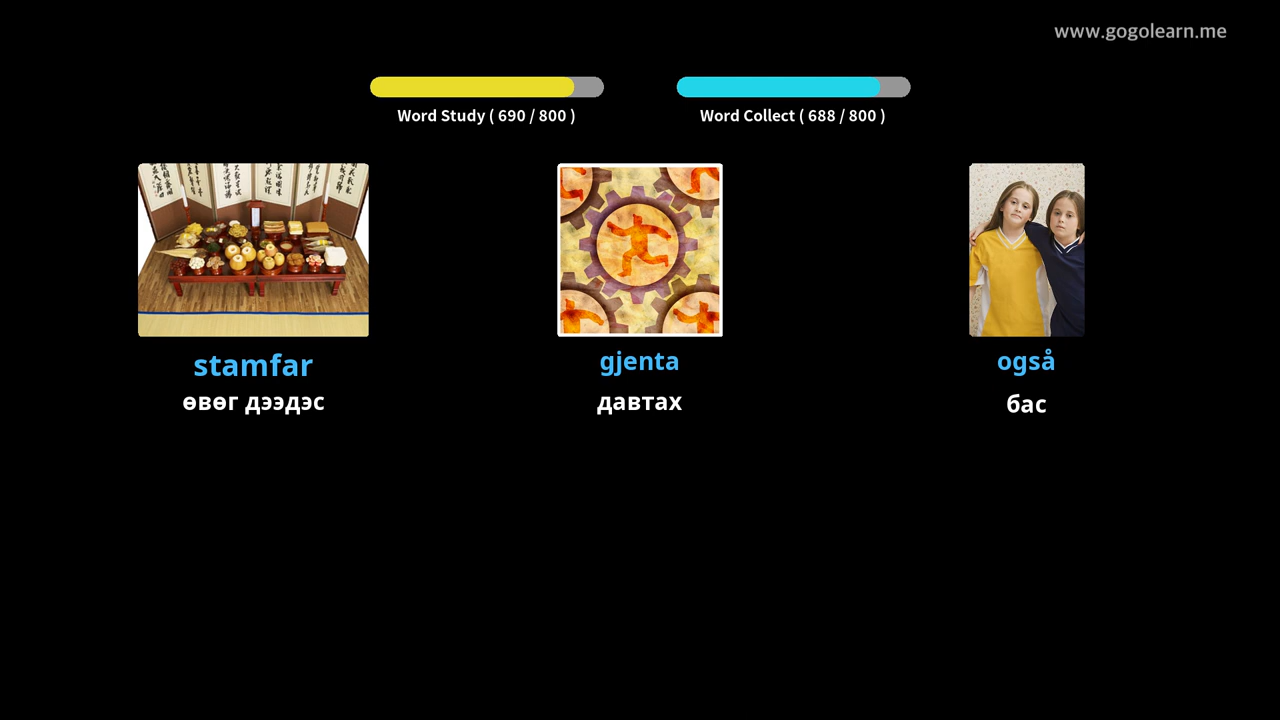 www.gogolearn.me
Word Study ( 690 / 800 )
Word Collect ( 688 / 800 )
stamfar
gjenta
også
өвөг дээдэс
давтах
бас